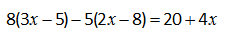 8(3x – 5) – 5(2x – 8) = 20 + 4x